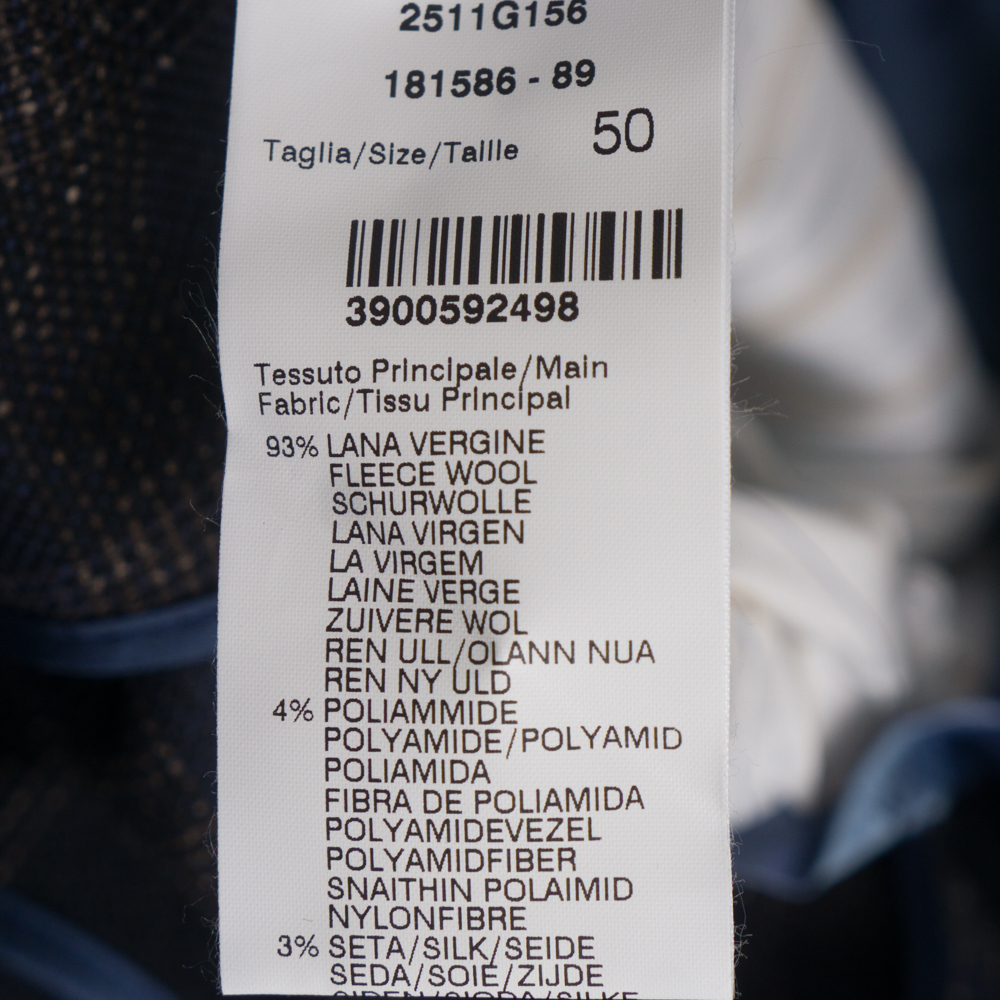 2511G156
181586 - 89
Taglia/Size/Taille 50
3900592498
Tessuto Principale/Main
Fabric/Tissu Principal
93% LANA VERGINE
FLEECE WOOL
SCHURWOLLE
LANA VIRGEN
LA VIRGEM
LAINE VERGE
ZUIVERE WOL
REN ULL/OLANN NUA
REN NY ULD
4% POLIAMMIDE
POLYAMIDE/POLYAMID
POLIAMIDA
FIBRA DE POLIAMIDA
POLYAMIDEVEZEL
POLYAMIDFIBER
SNAITHIN POLAIMID
NYLONFIBRE
3% SETA/SILK/SEIDE
SEDA/SOIE/ZIJDE